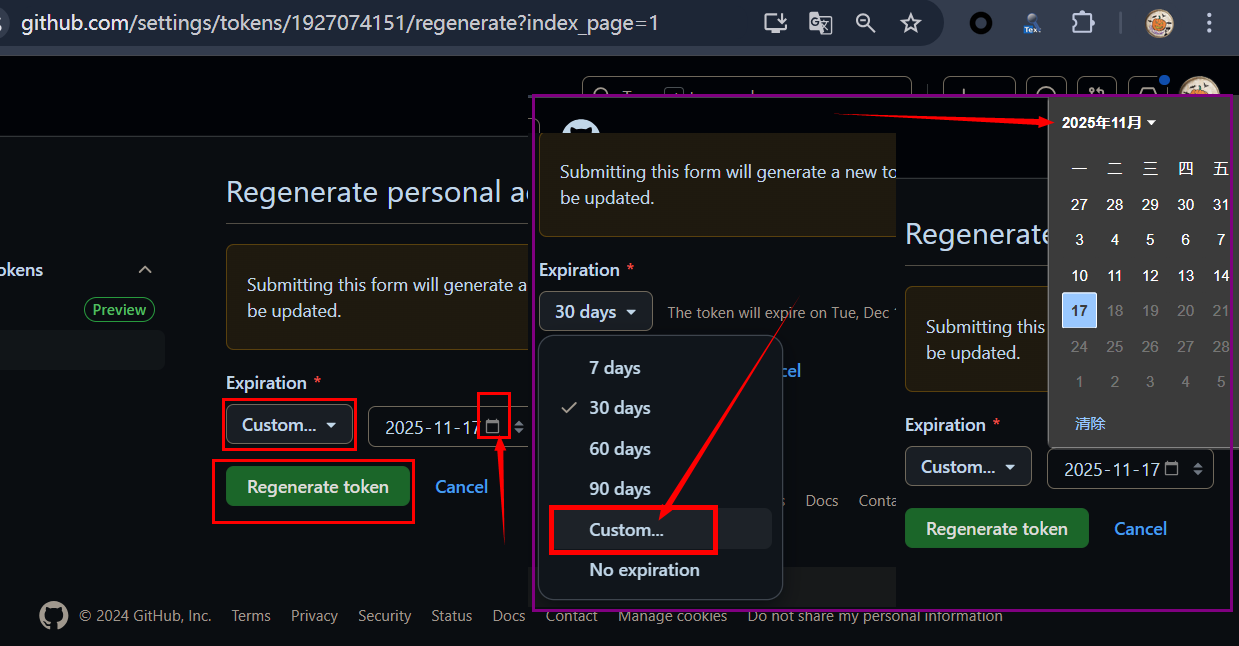 github.com/settings/tokens/1927074151/regenerate?index_page=1
Tex
okens
Preview
Regenerate personal a
Submitting this form will generate a
be updated.
Expiration *
Custom...
2025-11-17
Regenerate token
Cancel
Submitting this form will generate a new to
be updated.
Expiration *
30 days
The token will expire on Tue, Dec
7 days
30 days
60 days
90 days
Custom...
No expiration
cel
Docs
Conta
2025年11月
一 二 三 四 五
27 28 29 30 31
3 4 5 6 7
10 11 12 13 14
17 18 19 20 21
24 25 26 27 28
1 2 3 4 5
清除
Regenerate
Submitting this
be updated.
Expiration *
Custom...
2025-11-17
Regenerate token
Cancel
© 2024 GitHub, Inc. Terms Privacy Security Status Docs Contact Manage cookies Do not share my personal information